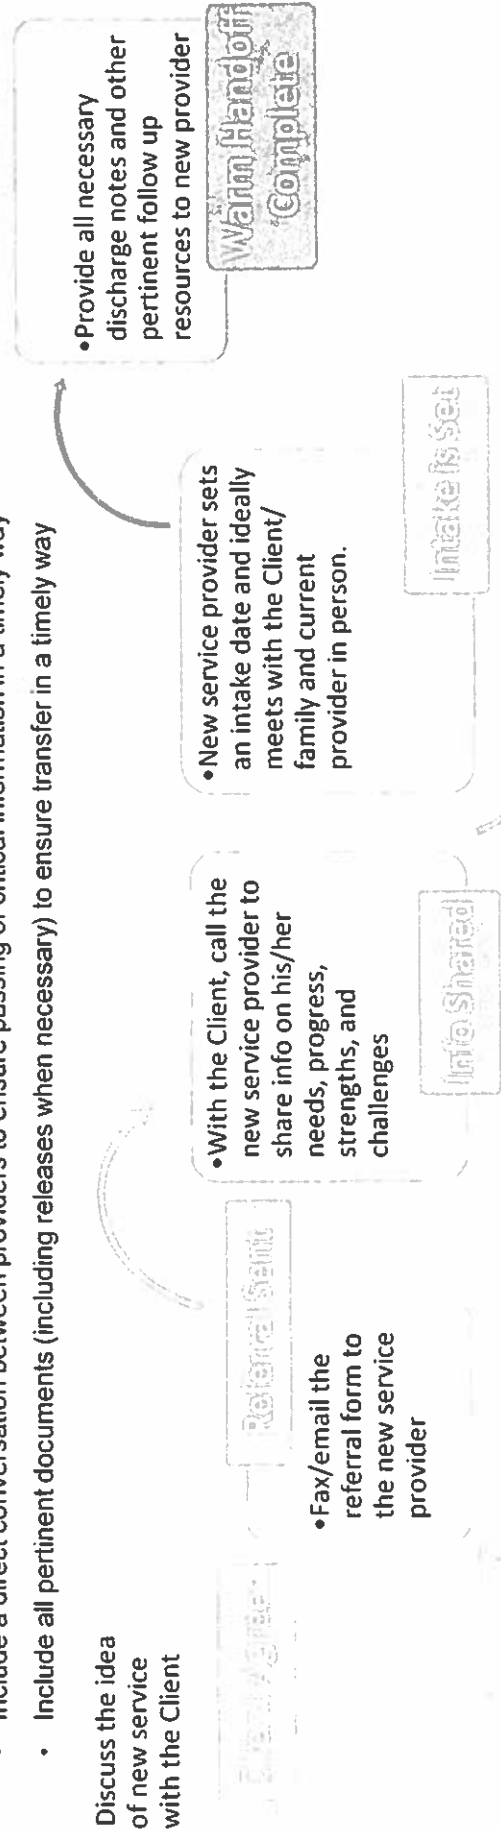 • Include a direct conversation between providers to ensure passing of critical information in a timely way
• Include all pertinent documents (including releases when necessary) to ensure transfer in a timely way
Discuss the idea
of new service
with the Client
Referral Sent
•Fax/email the
referral form to
the new service
provider
•With the Client, call the
new service provider to
share info on his/her
needs, progress,
strengths, and
challenges
Info Shared
•New service provider sets
an intake date and ideally
meets with the Client/
family and current
provider in person.
Intake Is Set
•Provide all necessary
discharge notes and other
pertinent follow up
resources to new provider
Warm Handoff
Complete